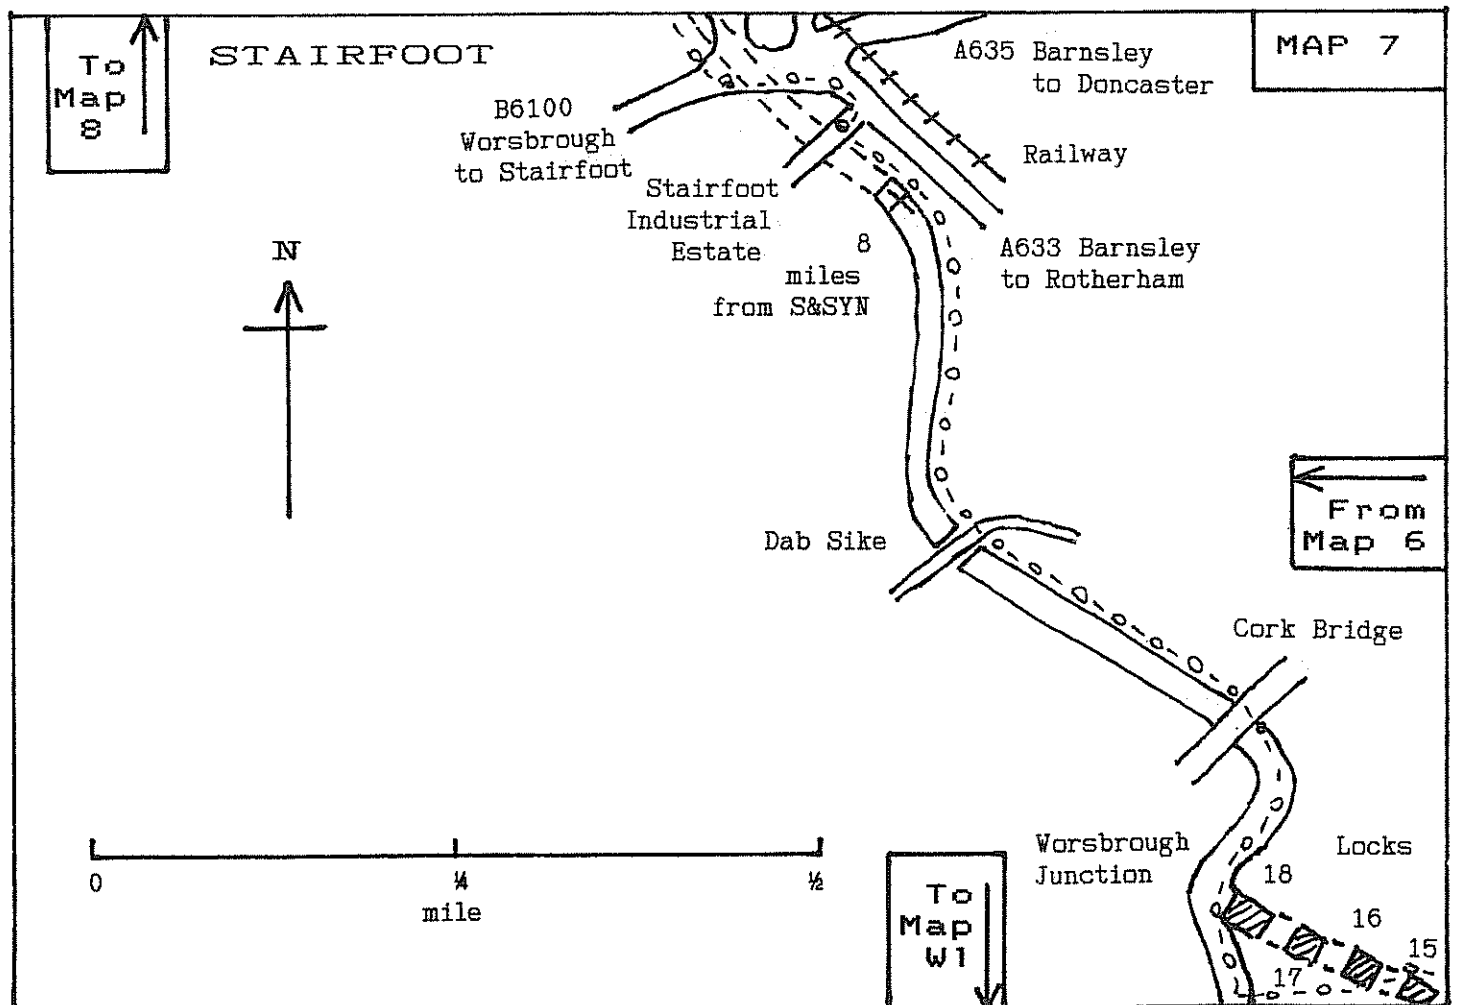 To
Map
8
STAIRFOOT
A635 Barnsley
to Doncaster
MAP 7
B6100
Worsbrough
to Stairfoot
Railway
Stairfoot
Industrial
Estate
8
miles
from S&SYN
A633 Barnsley
to Rotherham
N
From
Map 6
Dab Sike
Cork Bridge
0
¼
½
mile
Worsbrough
Junction
Locks
18
16
15
17
To
Map
W1